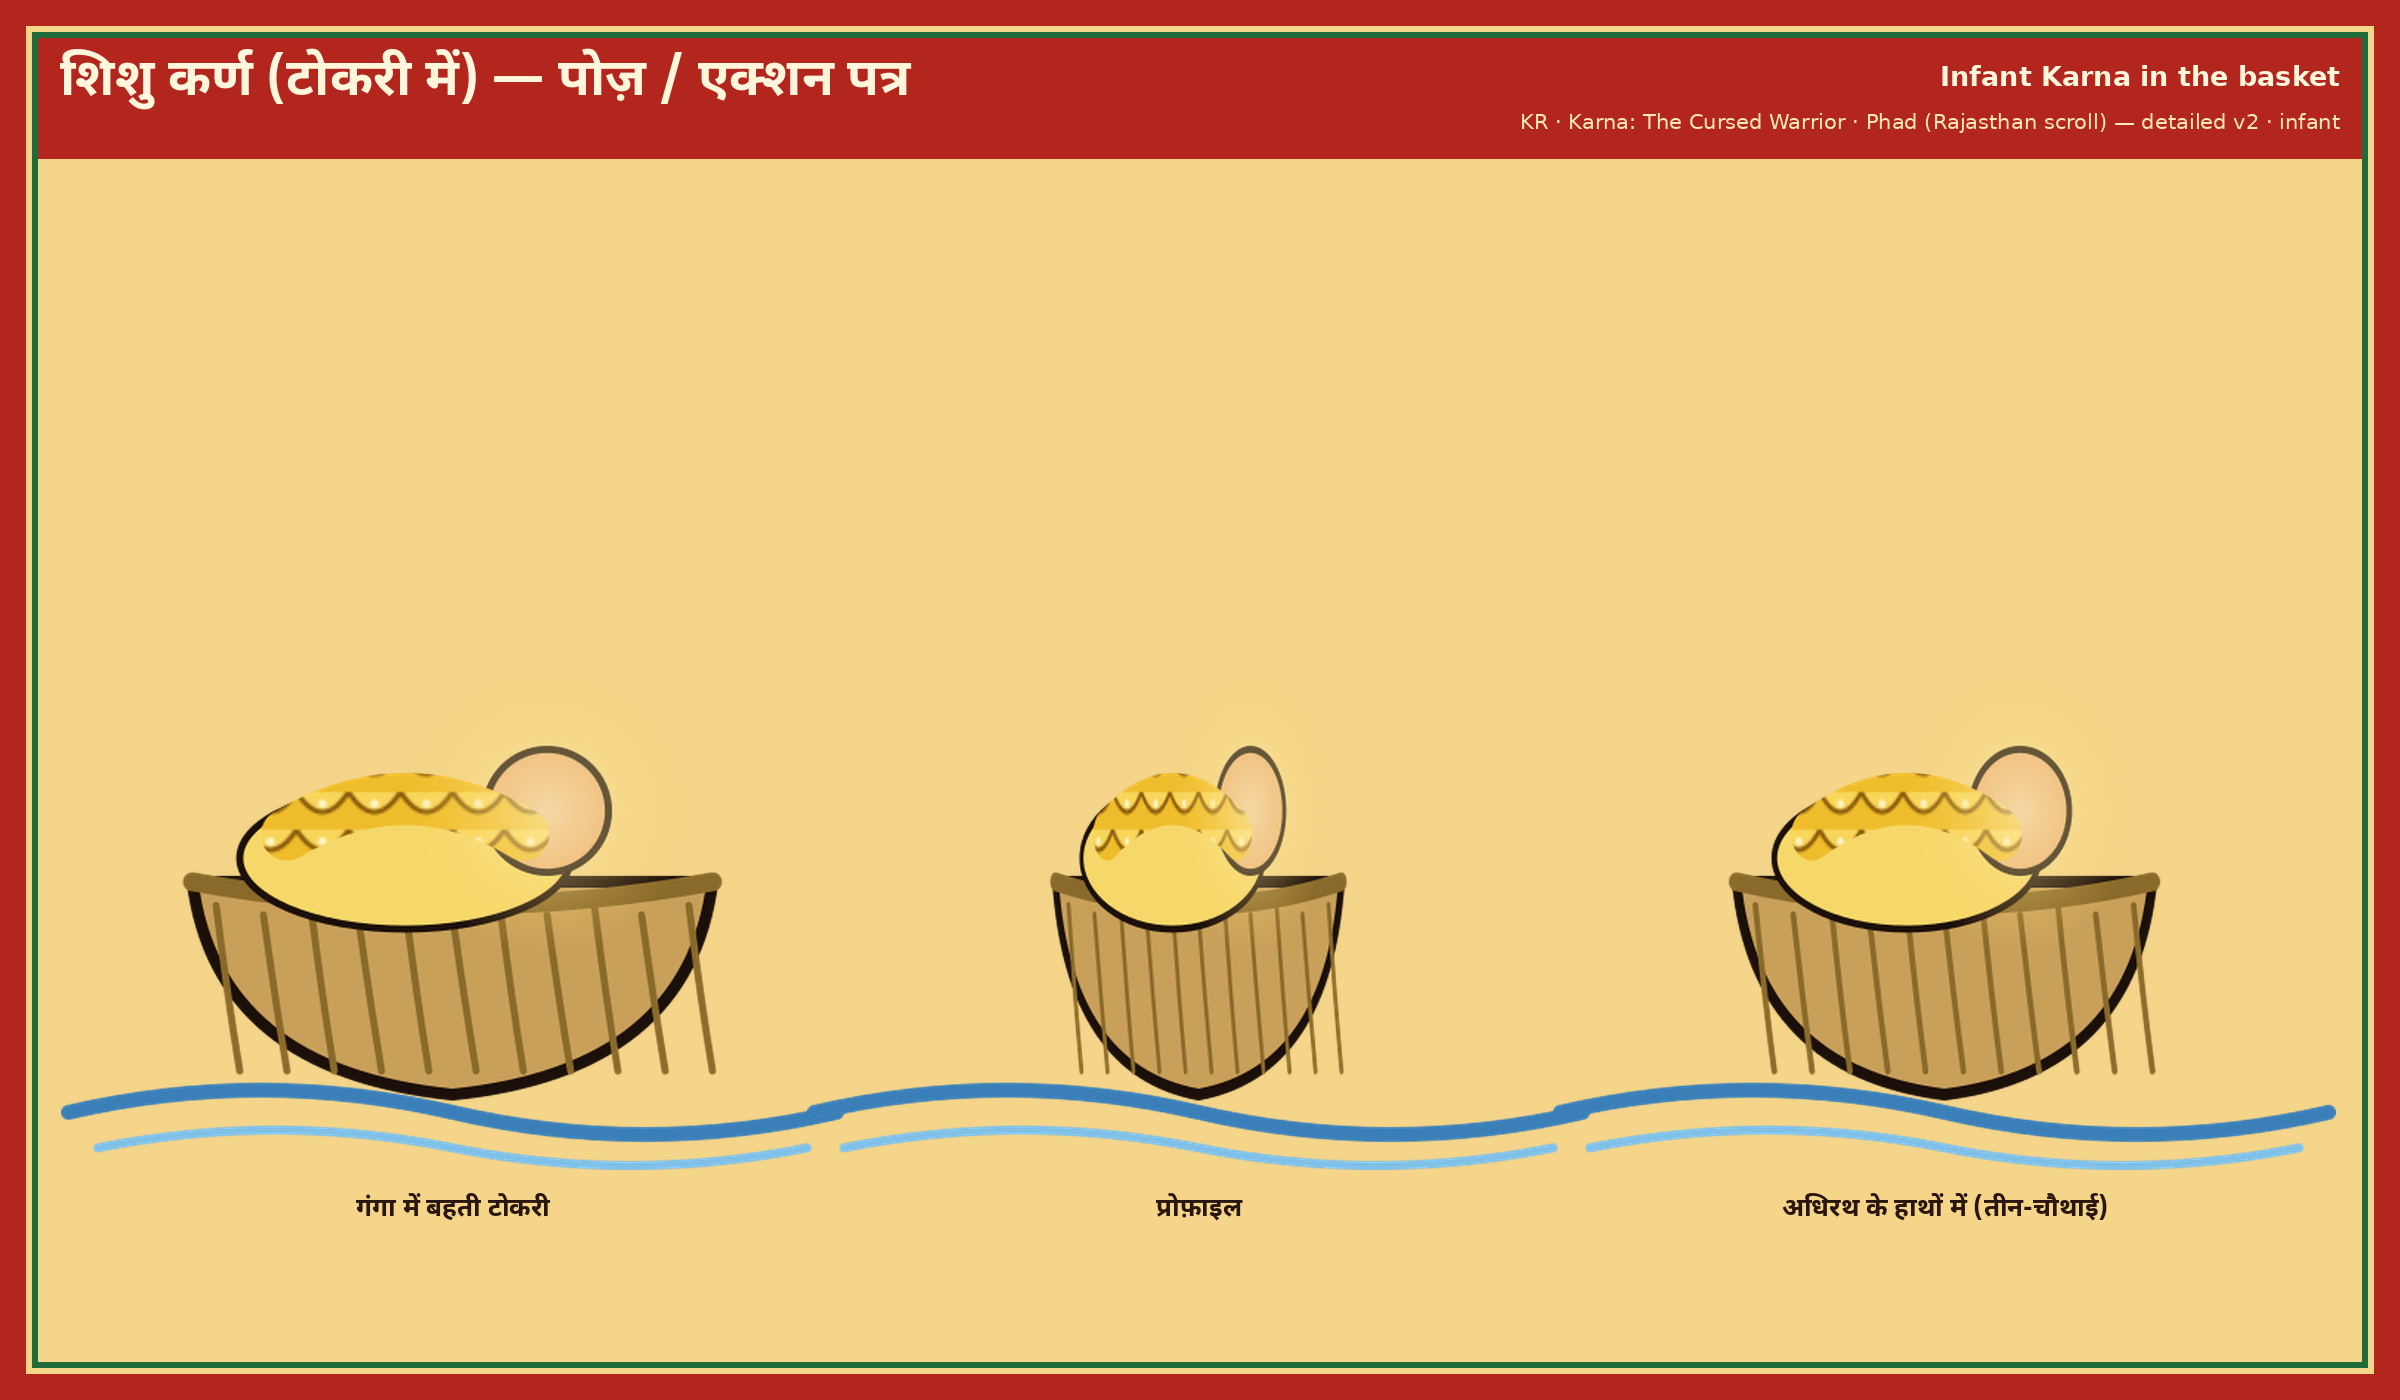 शिशु कर्ण (टोकरी में) — पोज़ / एक्शन पत्र
Infant Karna in the basket
KR · Karna: The Cursed Warrior · Phad (Rajasthan scroll) — detailed v2 · infant
गंगा में बहती टोकरी
प्रोफ़ाइल
अधिरथ के हाथों में (तीन-चौथाई)